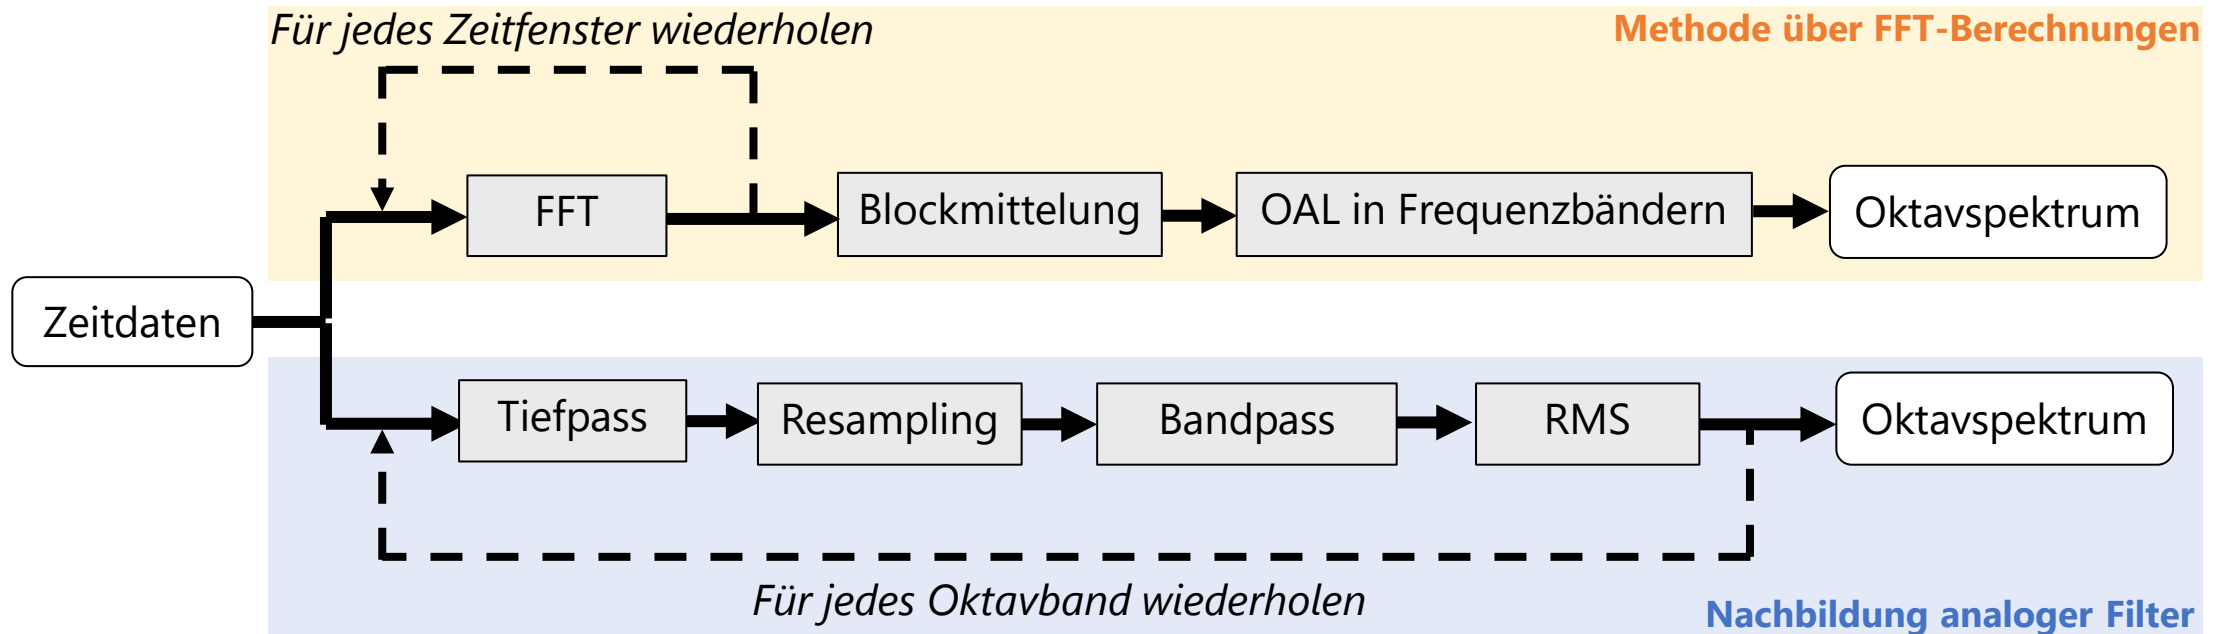 Für jedes Zeitfenster wiederholen
Methode über FFT-Berechnungen
FFT
Blockmittelung
OAL in Frequenzbändern
Oktavspektrum
Zeitdaten
Tiefpass
Resampling
Bandpass
RMS
Oktavspektrum
Für jedes Oktavband wiederholen
Nachbildung analoger Filter